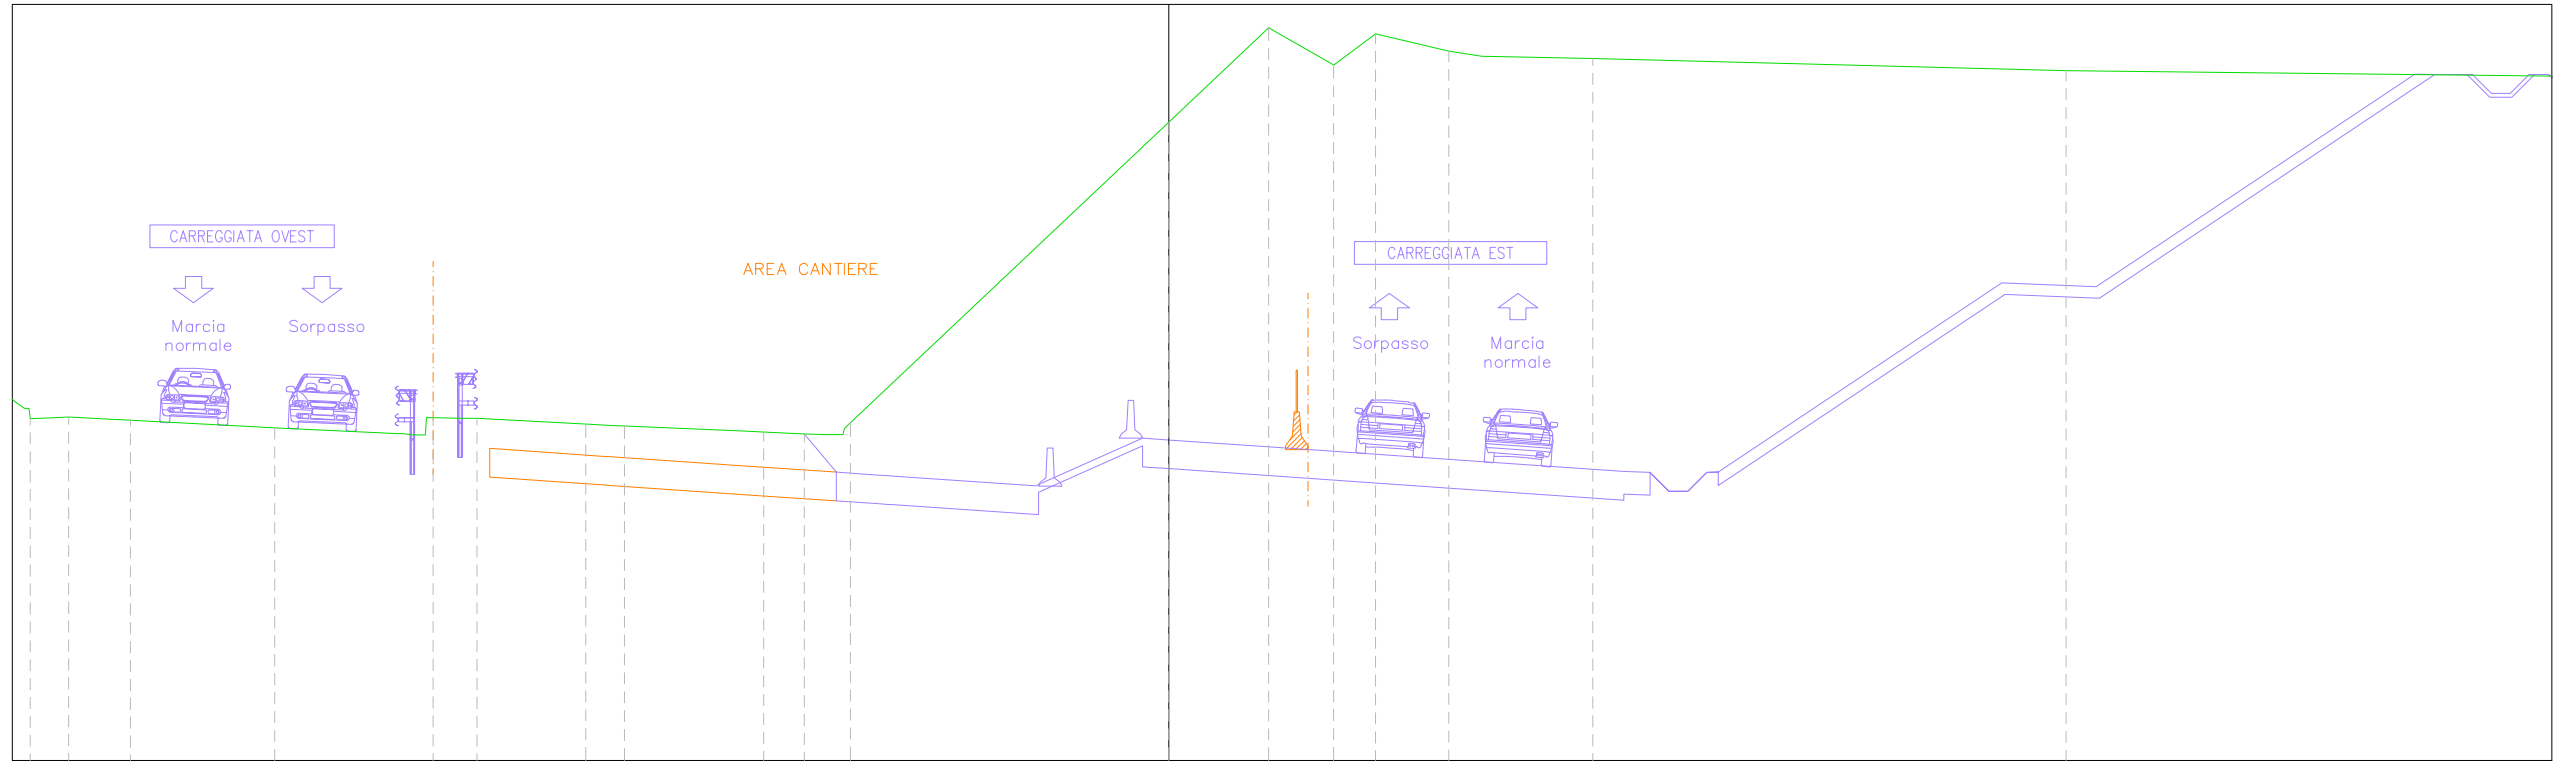 CARREGGIATA OVEST
Marcia
normale
Sorpasso
AREA CANTIERE
CARREGGIATA EST
Sorpasso
Marcia
normale